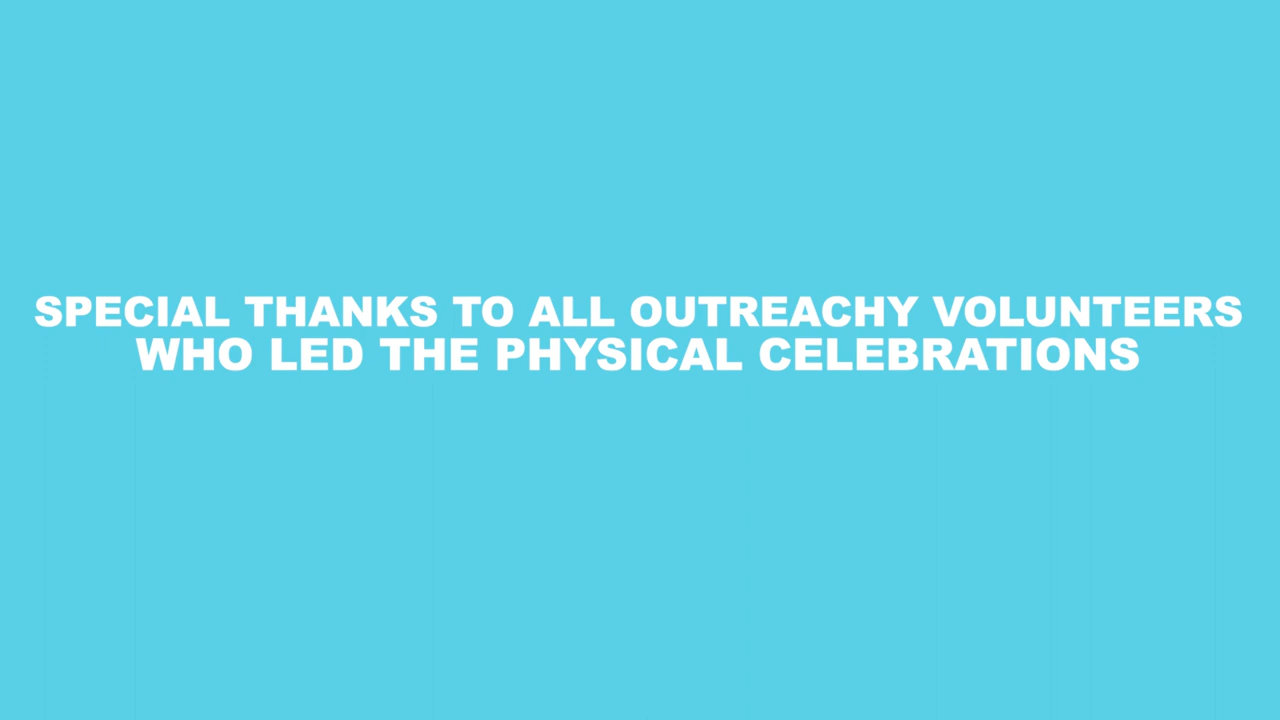 SPECIAL THANKS TO ALL OUTREACHY VOLUNTEERS
WHO LED THE PHYSICAL CELEBRATIONS